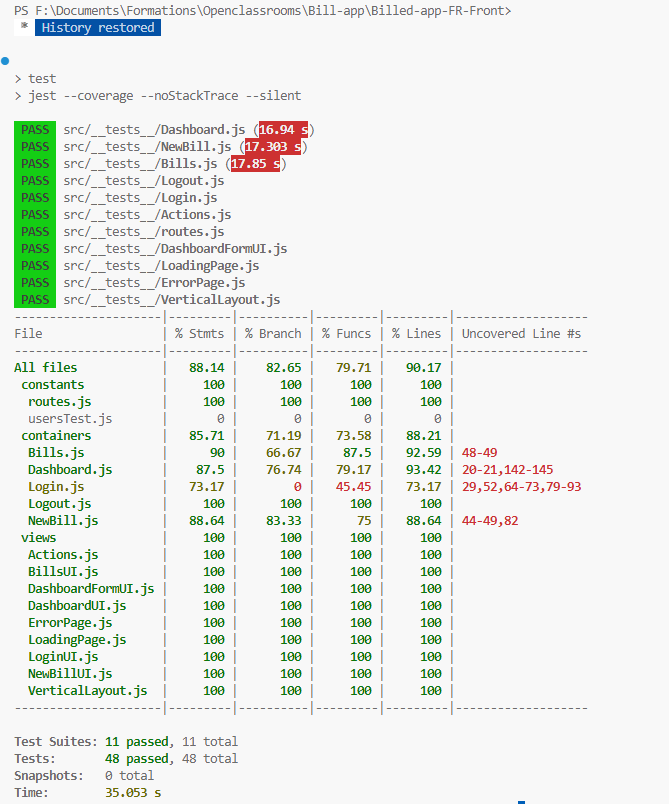 PS F:\Documents\Formations\Openclassrooms\Bill-app\Billed-app-FR-Front>
* History restored
> test
> jest --coverage --noStackTrace --silent
PASS src/__tests__/Dashboard.js (16.94 s)
PASS src/__tests__/NewBill.js (17.303 s)
PASS src/__tests__/Bills.js (17.85 s)
PASS src/__tests__/Logout.js
PASS src/__tests__/Login.js
PASS src/__tests__/Actions.js
PASS src/__tests__/routes.js
PASS src/__tests__/DashboardFormUI.js
PASS src/__tests__/LoadingPage.js
PASS src/__tests__/ErrorPage.js
PASS src/__tests__/VerticalLayout.js
---------------------|---------|----------|---------|---------|-------------------
File | % Stmts | % Branch | % Funcs | % Lines | Uncovered Line #s
---------------------|---------|----------|---------|---------|-------------------
All files | 88.14 | 82.65 | 79.71 | 90.17 |
constants | 100 | 100 | 100 | 100 |
routes.js | 100 | 100 | 100 | 100 |
usersTest.js | 0 | 0 | 0 | 0 |
containers | 85.71 | 71.19 | 73.58 | 88.21 |
Bills.js | 90 | 66.67 | 87.5 | 92.59 | 48-49
Dashboard.js | 87.5 | 76.74 | 79.17 | 93.42 | 20-21,142-145
Login.js | 73.17 | 0 | 45.45 | 73.17 | 29,52,64-73,79-93
Logout.js | 100 | 100 | 100 | 100 |
NewBill.js | 88.64 | 83.33 | 75 | 88.64 | 44-49,82
views | 100 | 100 | 100 | 100 |
Actions.js | 100 | 100 | 100 | 100 |
BillsUI.js | 100 | 100 | 100 | 100 |
DashboardFormUI.js | 100 | 100 | 100 | 100 |
DashboardUI.js | 100 | 100 | 100 | 100 |
ErrorPage.js | 100 | 100 | 100 | 100 |
LoadingPage.js | 100 | 100 | 100 | 100 |
LoginUI.js | 100 | 100 | 100 | 100 |
NewBillUI.js | 100 | 100 | 100 | 100 |
VerticalLayout.js | 100 | 100 | 100 | 100 |
---------------------|---------|----------|---------|---------|-------------------
Test Suites: 11 passed, 11 total
Tests: 48 passed, 48 total
Snapshots: 0 total
Time: 35.053 s